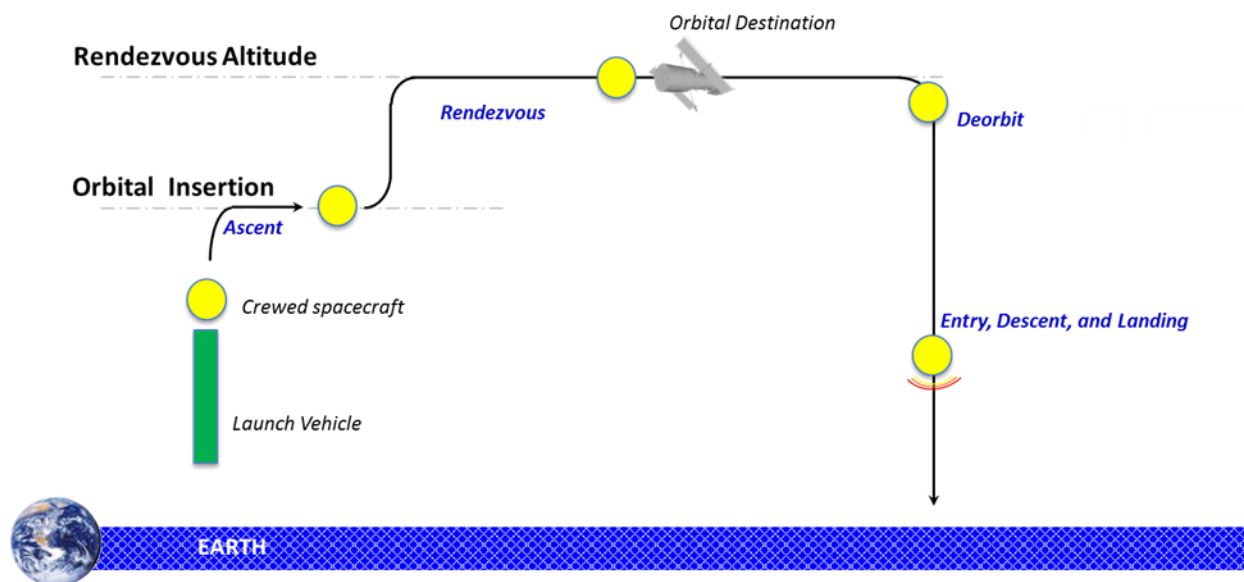 Orbital Destination
Rendezvous Altitude
Rendezvous
Deorbit
Orbital Insertion
Ascent
Crewed spacecraft
Entry, Descent, and Landing
Launch Vehicle
EARTH